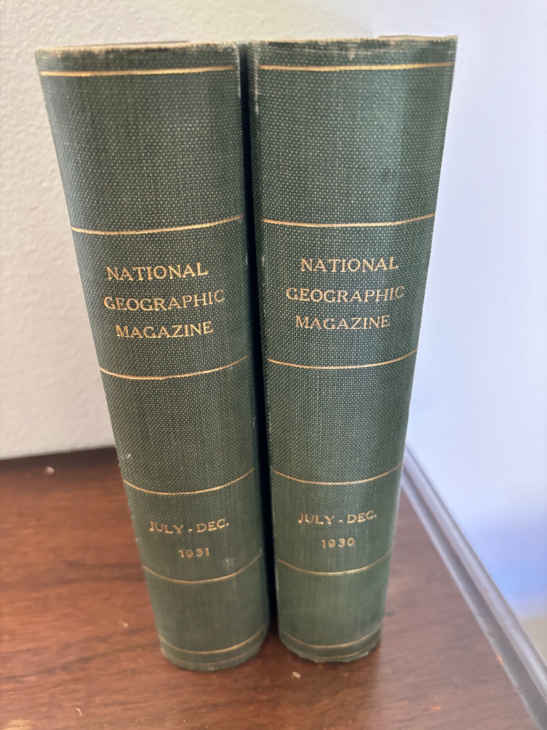 NATIONAL
GEOGRAPHIC
MAGAZINE
JULY - DEC.
1931
NATIONAL
GEOGRAPHIC
MAGAZINE
JULY - DEC.
1930